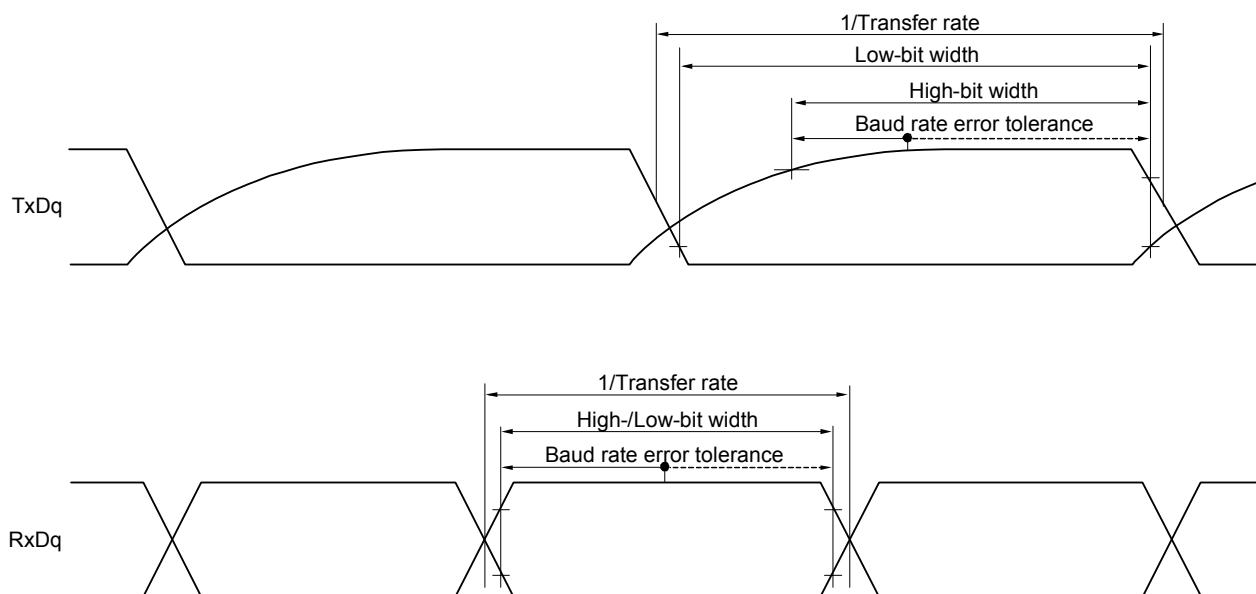 1/Transfer rate
Low-bit width
High-bit width
Baud rate error tolerance
TxDq
1/Transfer rate
High-/Low-bit width
Baud rate error tolerance
RxDq